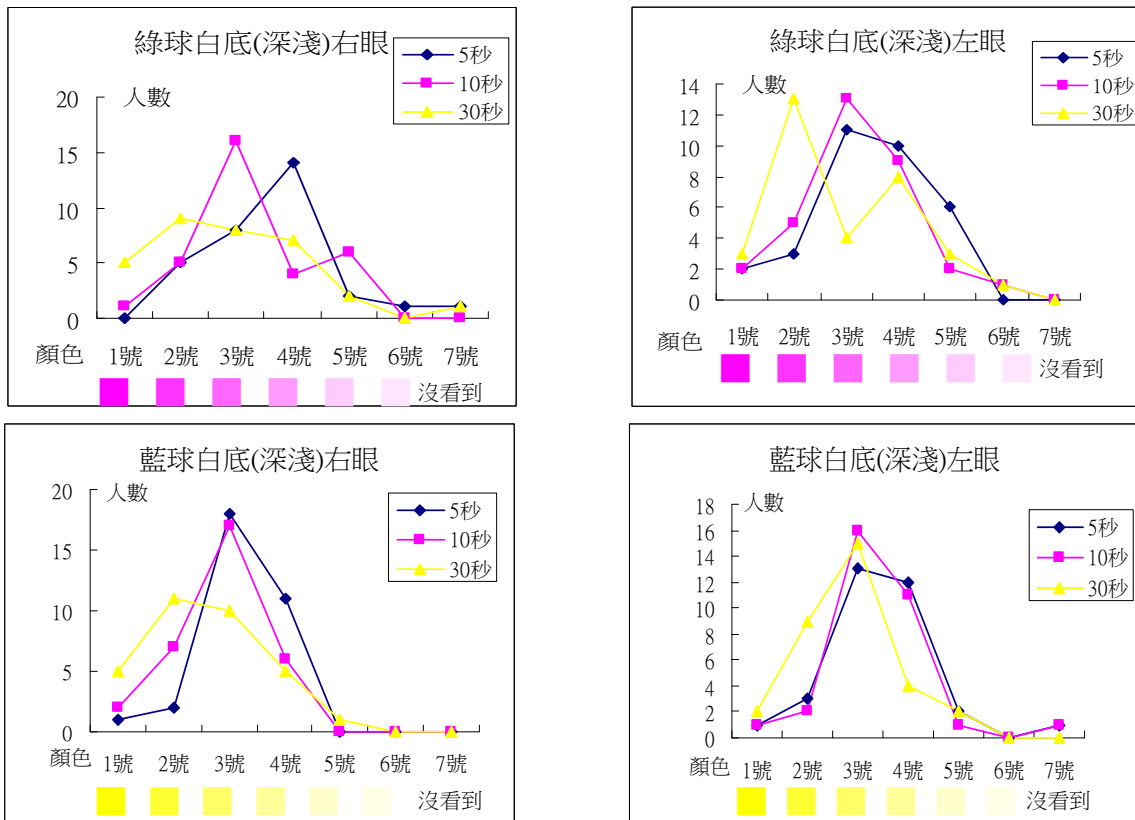 綠球白底(深淺)右眼
5秒
10秒
30秒
人數
20
15
10
5
0
顏色 1號 2號 3號 4號 5號 6號 7號
沒看到
綠球白底(深淺)左眼
5秒
10秒
30秒
人數
14
12
10
8
6
4
2
0
顏色 1號 2號 3號 4號 5號 6號 7號
沒看到
藍球白底(深淺)右眼
人數
5秒
10秒
30秒
20
15
10
5
0
顏色 1號 2號 3號 4號 5號 6號 7號
沒看到
藍球白底(深淺)左眼
人數
5秒
10秒
30秒
18
16
14
12
10
8
6
4
2
0
顏色 1號 2號 3號 4號 5號 6號 7號
沒看到